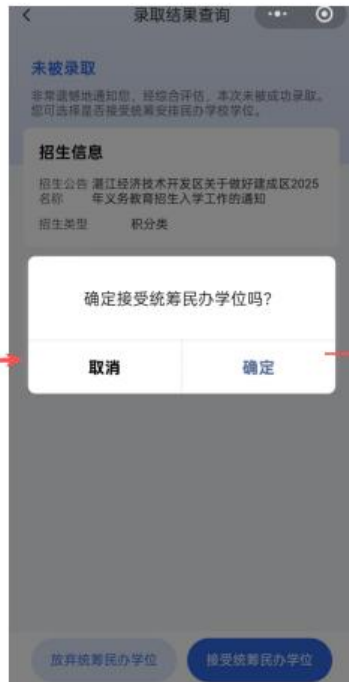 录取结果查询
未被录取
非常遗憾地通知您，经综合评估，本次未被成功录取。
您可选择是否接受统筹安排民办学校学位。
招生信息
招生公告 湛江经济技术开发区关于做好建成区2025
名称 年义务教育招生入学工作的通知
招生类型 积分类
确定接受统筹民办学位吗？
取消 确定
放弃统筹民办学位 接受统筹民办学位